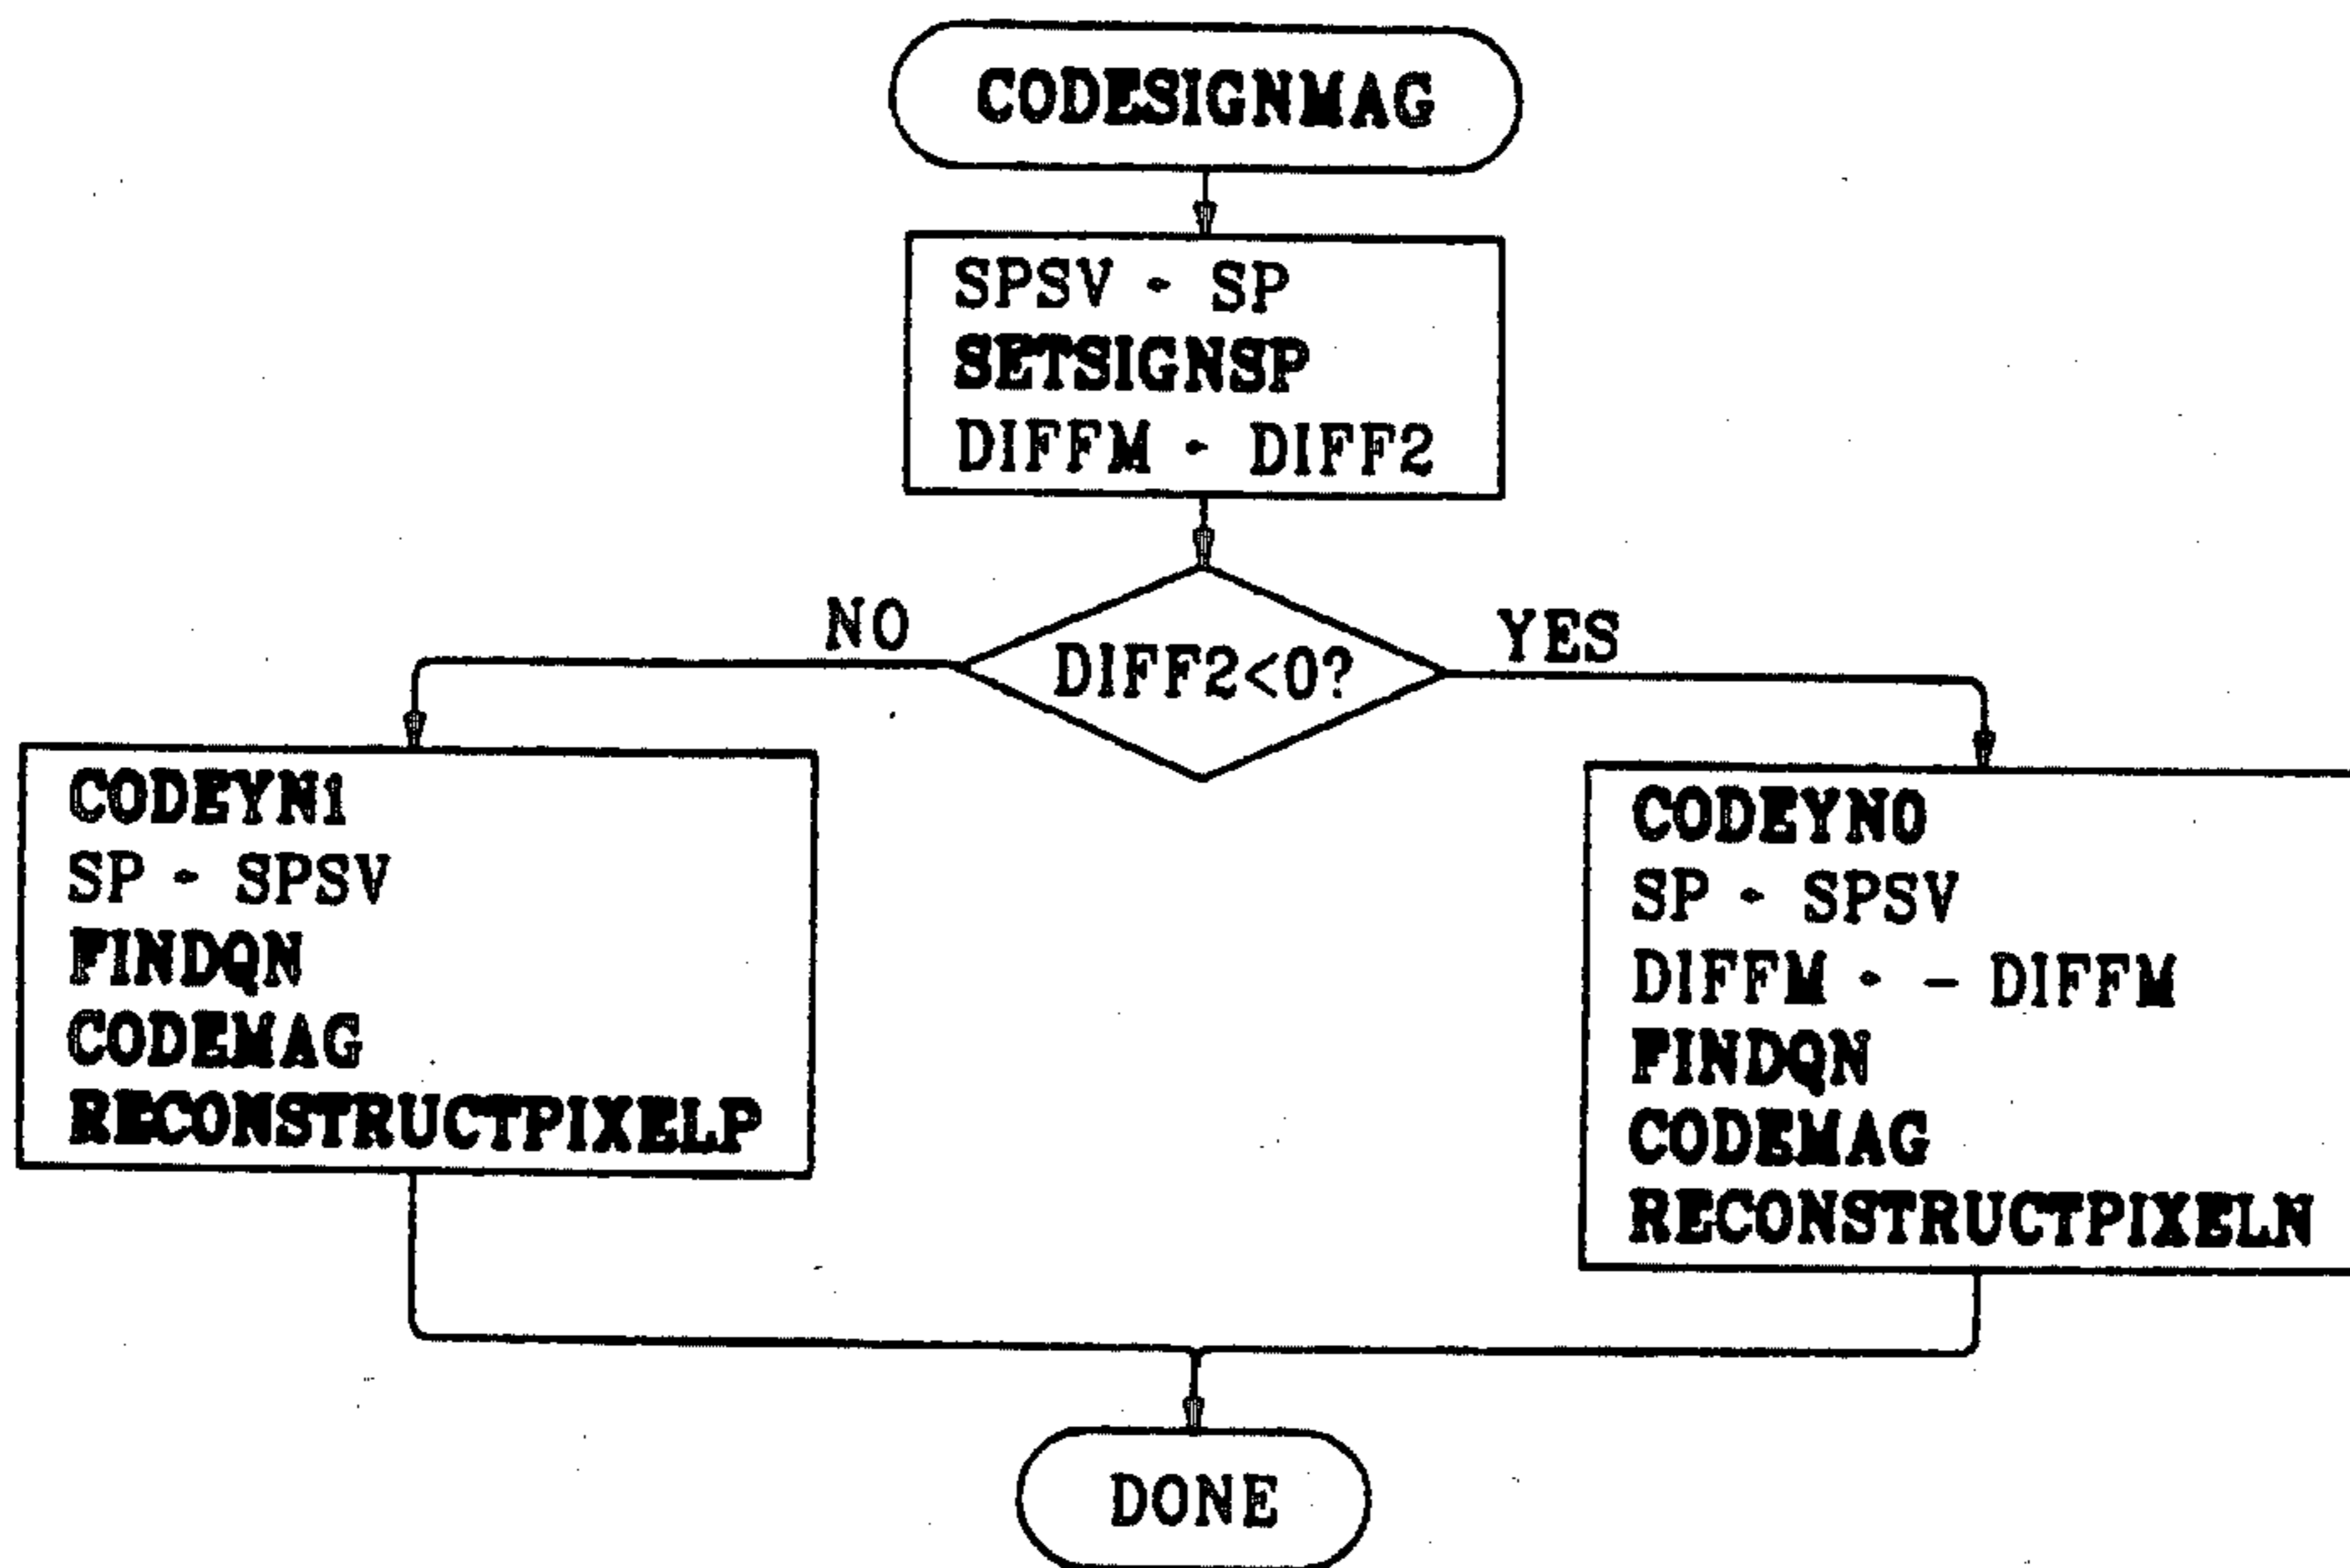 CODESIGNMAG
SPSV ← SP
SETSIGNSP
DIFFM ← DIFF2
DIFF2<0?
NO
YES
CODEYN1
SP ← SPSV
FINDQN
CODEMAG
RECONSTRUCTPIXELP
CODEYN0
SP ← SPSV
DIFFM ← - DIFFM
FINDQN
CODEMAG
RECONSTRUCTPIXELN
DONE